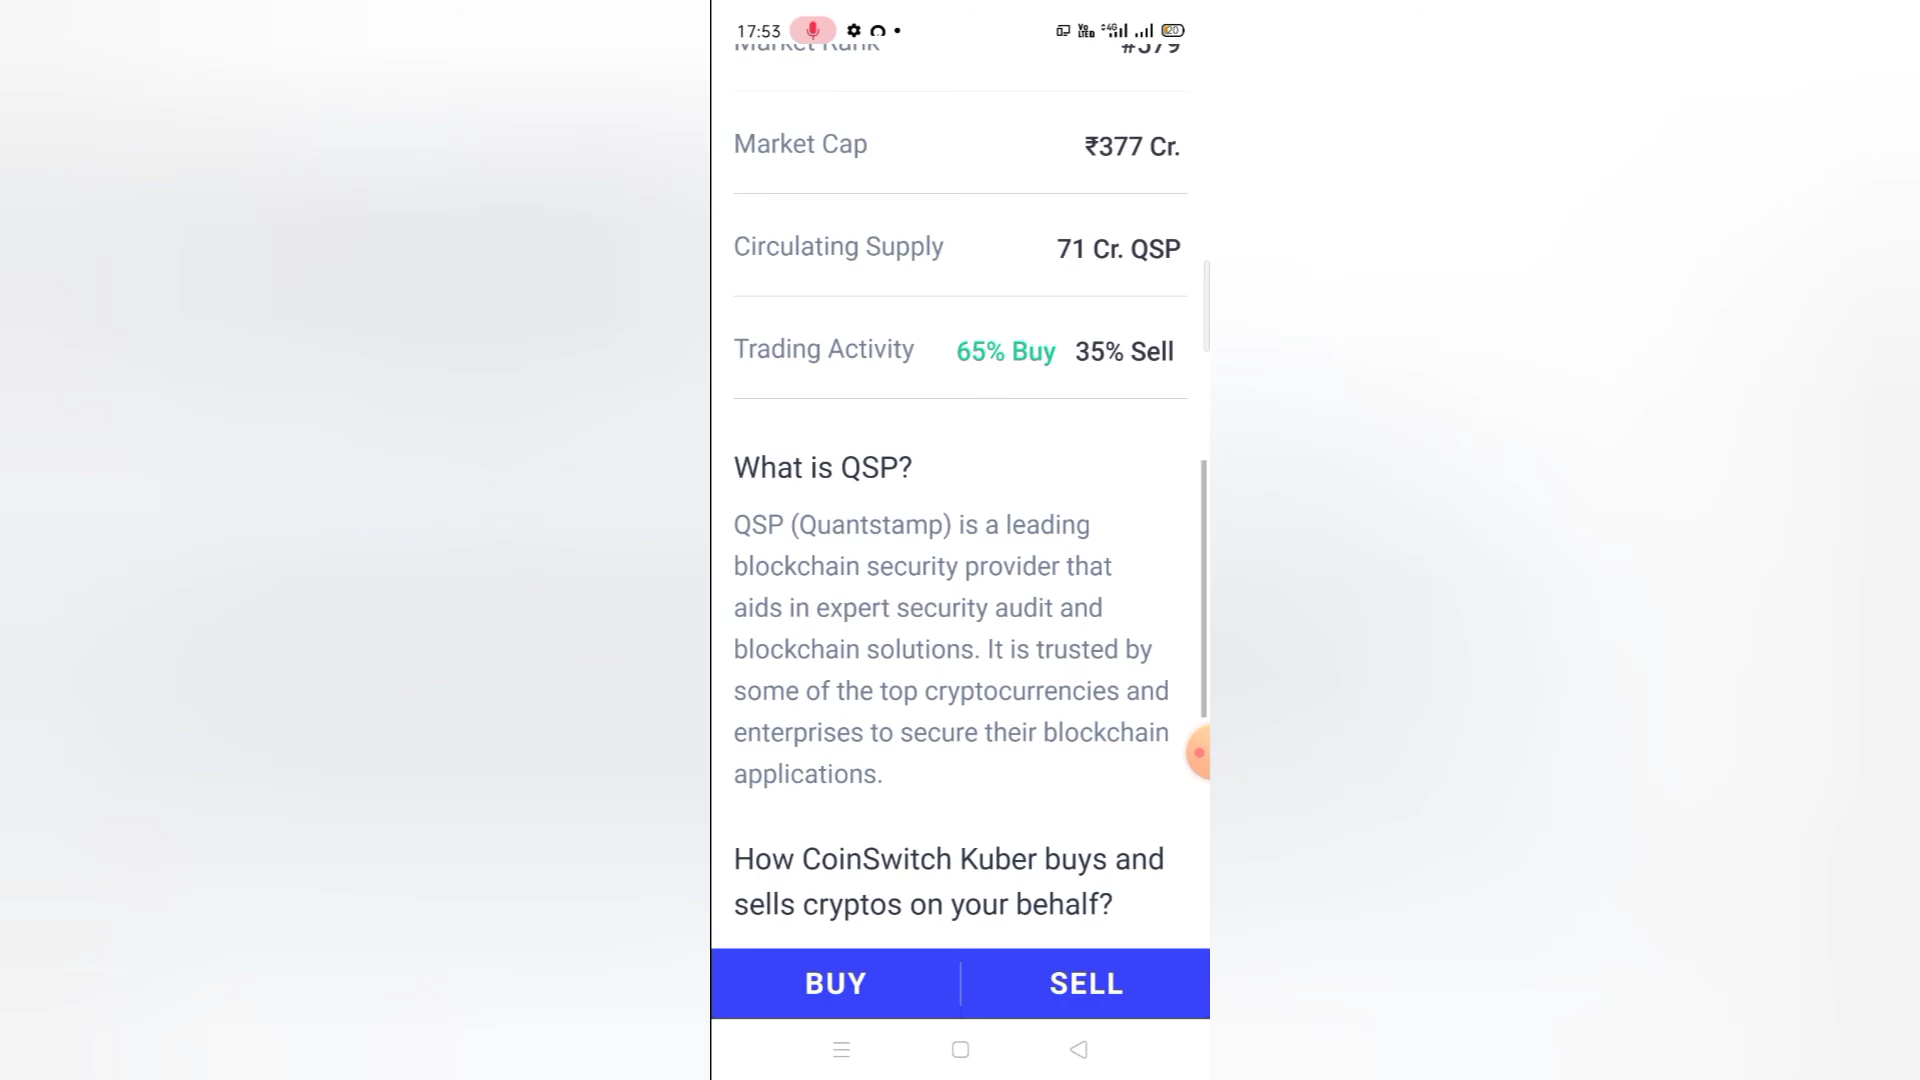 17:53
Market Rank #579
Market Cap ₹377 Cr.
Circulating Supply 71 Cr. QSP
Trading Activity 65% Buy 35% Sell
What is QSP?
QSP (Quantstamp) is a leading
blockchain security provider that
aids in expert security audit and
blockchain solutions. It is trusted by
some of the top cryptocurrencies and
enterprises to secure their blockchain
applications.
How CoinSwitch Kuber buys and
sells cryptos on your behalf?
BUY SELL